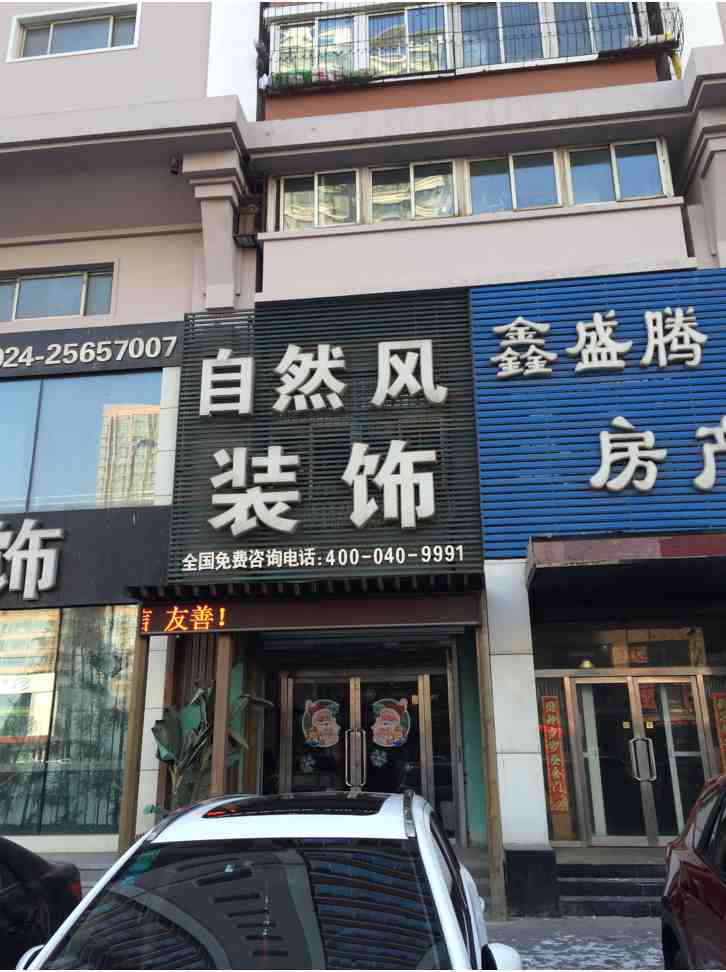 024-25657007
自然风
装饰
全国免费咨询电话:400-040-9991
友善!
饰
鑫盛腾
房产